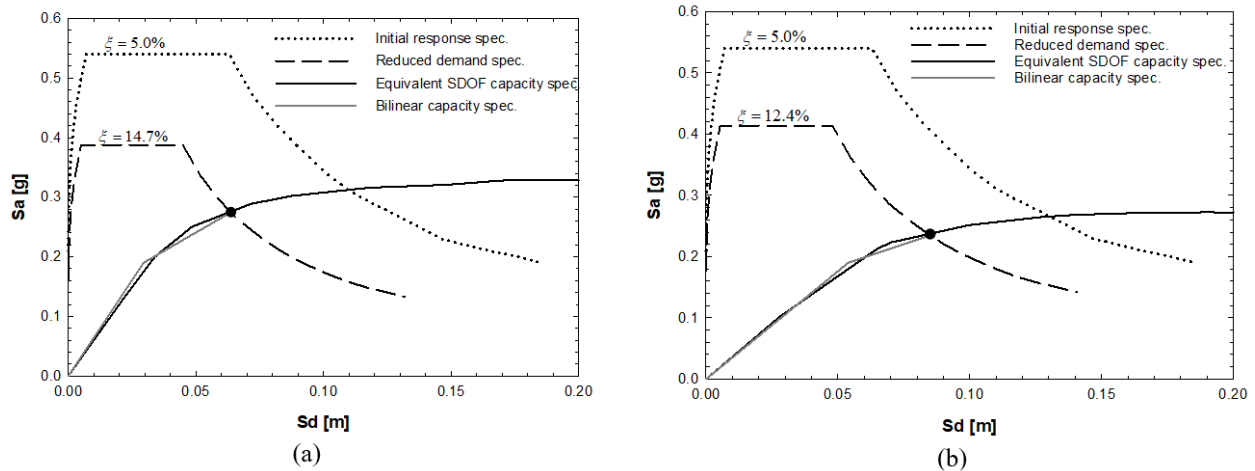 0.6
0.5
0.4
0.3
0.2
0.1
0.0
Sa [g]
ξ = 5.0%
ξ = 14.7%
Initial response spec.
Reduced demand spec.
Equivalent SDOF capacity spec.
Bilinear capacity spec.
0.00 0.05 0.10 0.15 0.20
Sd [m]
(a)
0.6
0.5
0.4
0.3
0.2
0.1
0.0
Sa [g]
ξ = 5.0%
ξ = 12.4%
Initial response spec.
Reduced demand spec.
Equivalent SDOF capacity spec.
Bilinear capacity spec.
0.00 0.05 0.10 0.15 0.20
Sd [m]
(b)